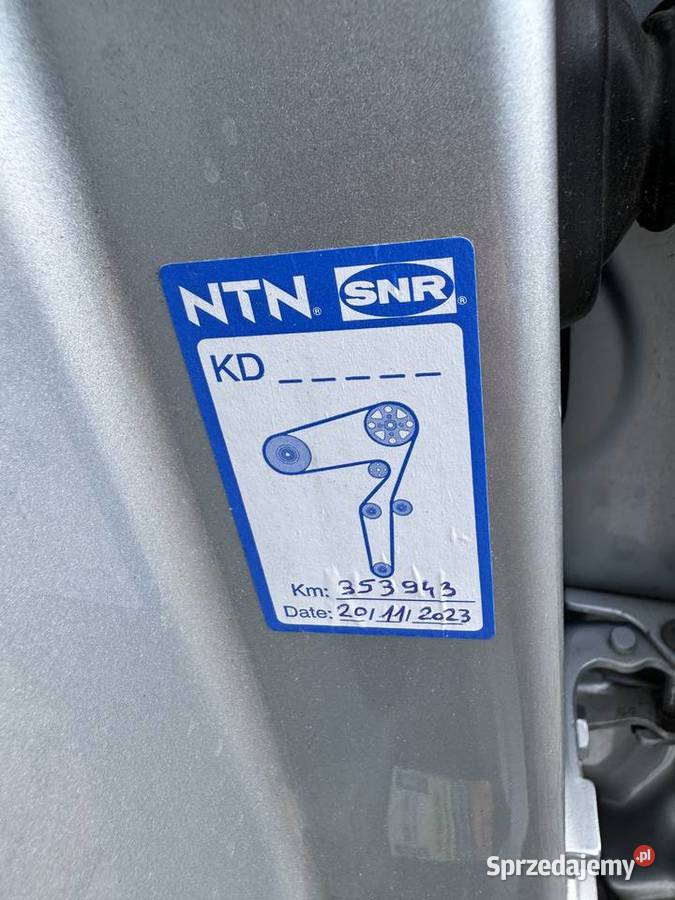 NTN® SNR®
KD _ _ _ _ _
Km: 353943
Date: 20/11/2023
Sprzedajemy.pl